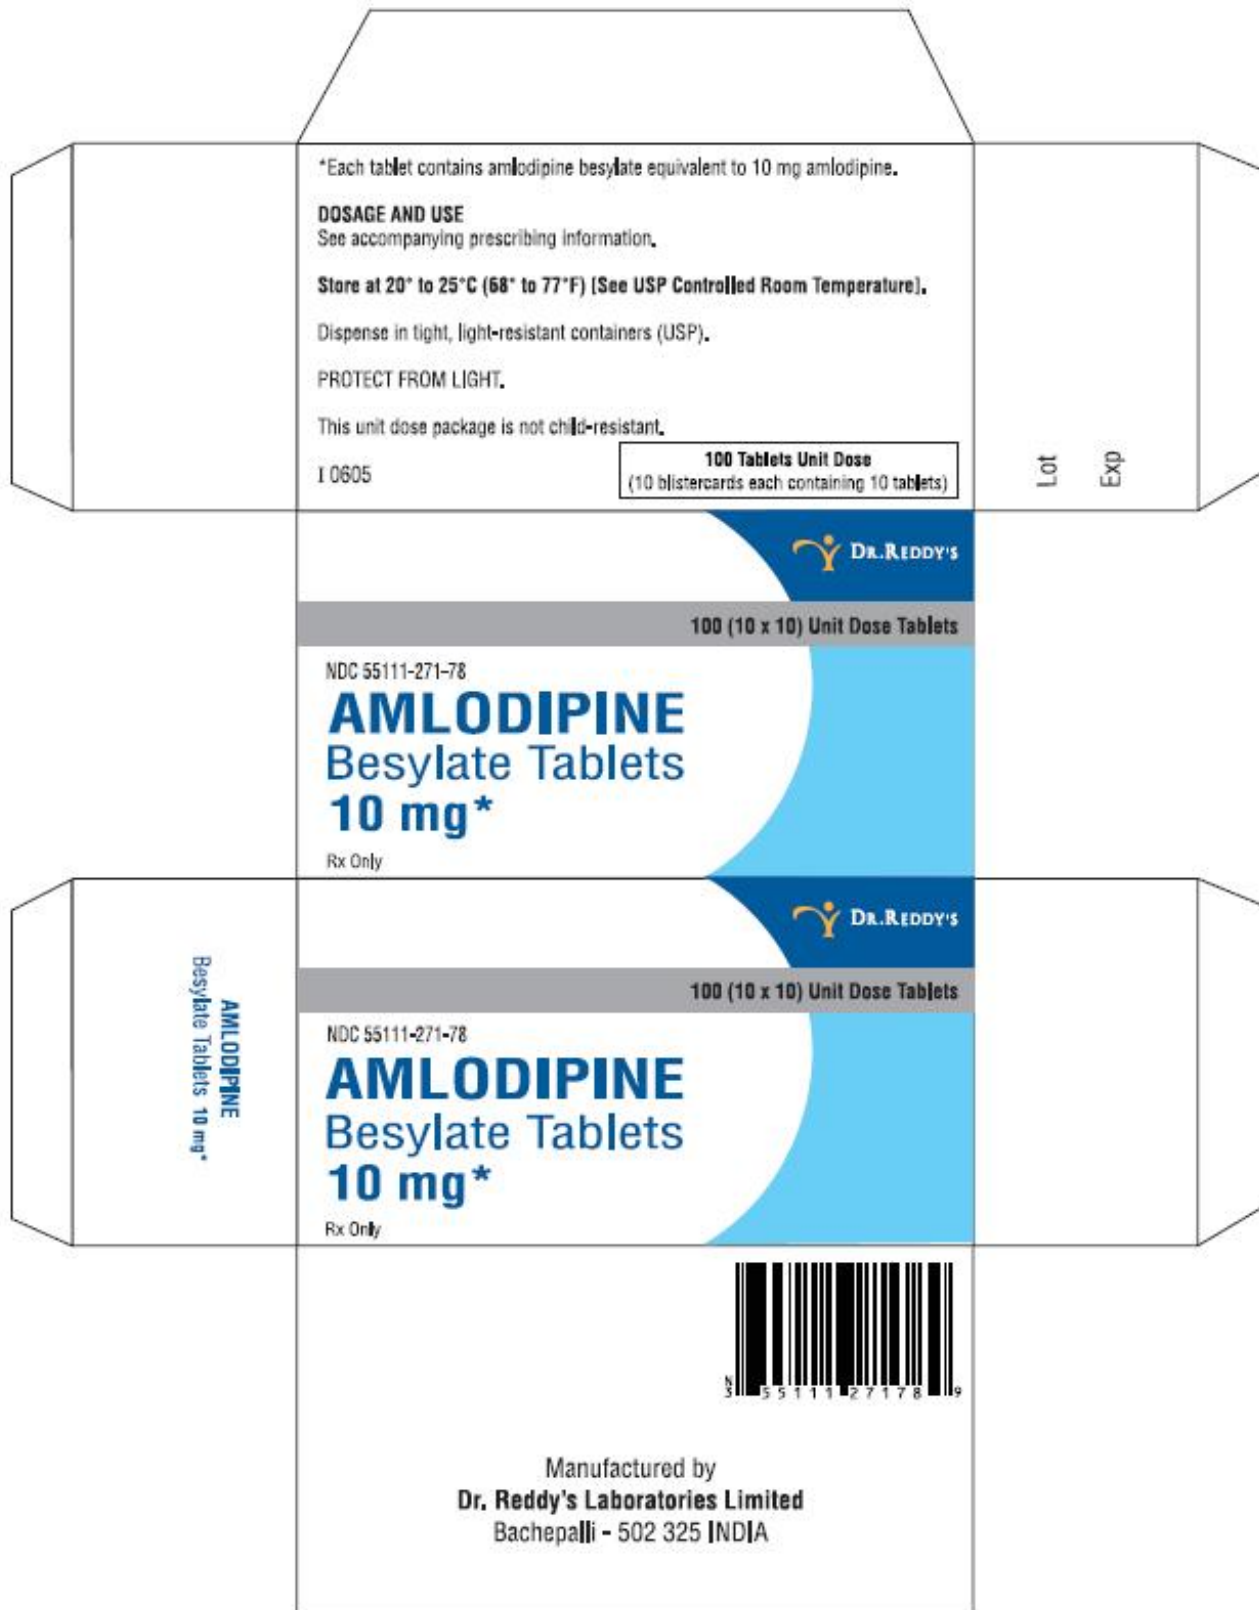 *Each tablet contains amlodipine besylate equivalent to 10 mg amlodipine.
DOSAGE AND USE
See accompanying prescribing information.
Store at 20° to 25°C (68° to 77°F) [See USP Controlled Room Temperature].
Dispense in tight, light-resistant containers (USP).
PROTECT FROM LIGHT.
This unit dose package is not child-resistant.
I 0605
100 Tablets Unit Dose
(10 blistercards each containing 10 tablets)
Lot
Exp
DR.REDDY'S
100 (10 x 10) Unit Dose Tablets
NDC 55111-271-78
AMLODIPINE
Besylate Tablets
10 mg*
Rx Only
AMLODIPINE
Besylate Tablets 10 mg*
DR.REDDY'S
100 (10 x 10) Unit Dose Tablets
NDC 55111-271-78
AMLODIPINE
Besylate Tablets
10 mg*
Rx Only
N
3 55111 27178 9
Manufactured by
Dr. Reddy's Laboratories Limited
Bachepalli - 502 325 INDIA